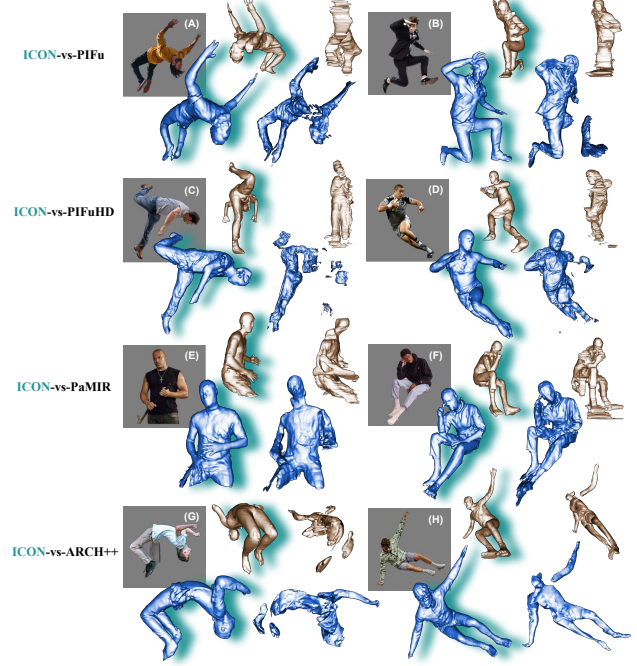 (A)
(B)
ICON-vs-PIFu
(C)
(D)
ICON-vs-PIFuHD
(E)
(F)
ICON-vs-PaMIR
(G)
(H)
ICON-vs-ARCH++